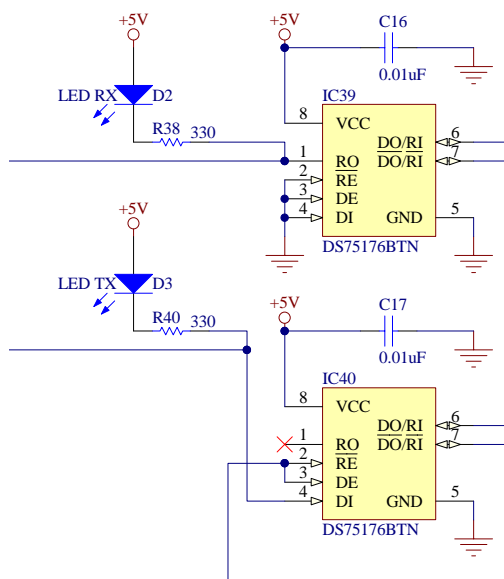 +5V
LED RX
D2
R38
330
+5V
C16
0.01uF
IC39
8
VCC
1
RO
2
RE
3
DE
4
DI
DO/RI
6
DO/RI
7
GND
5
DS75176BTN
+5V
LED TX
D3
R40
330
+5V
C17
0.01uF
IC40
8
VCC
1
RO
2
RE
3
DE
4
DI
DO/RI
6
DO/RI
7
GND
5
DS75176BTN